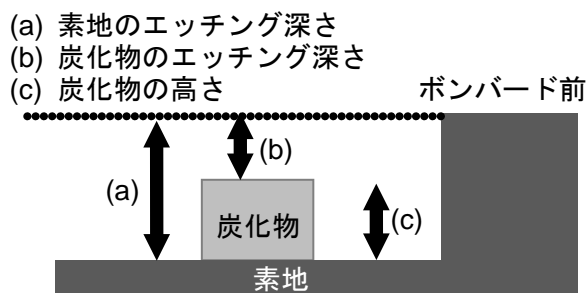 (a) 素地のエッチング深さ
(b) 炭化物のエッチング深さ
(c) 炭化物の高さ
ボンバード前
(b)
(a)
炭化物
(c)
素地